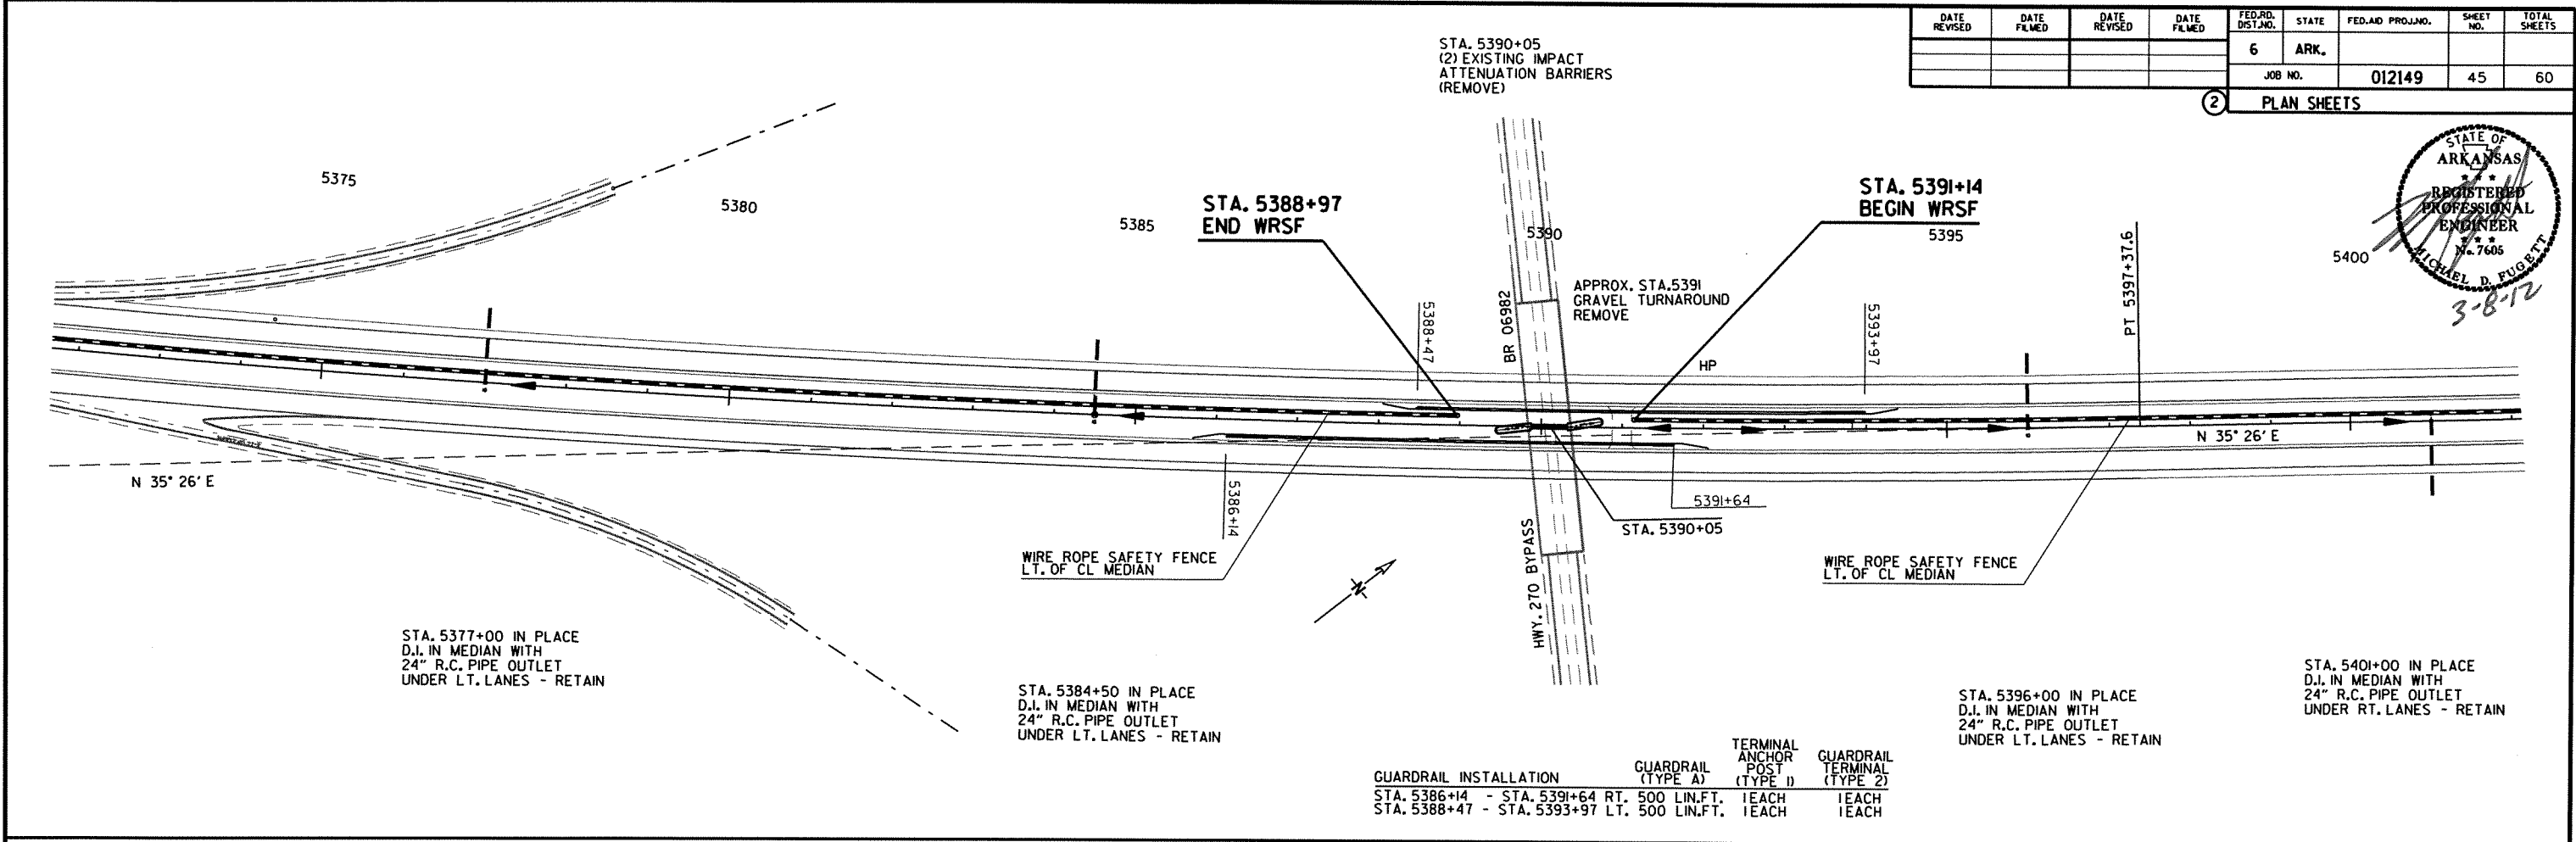 DATE REVISED
DATE FILMED
DATE REVISED
DATE FILMED
FED.RD. DIST.NO.
STATE
FED.AID PROJ.NO.
SHEET NO.
TOTAL SHEETS
6
ARK.
JOB NO.
012149
45
60
2
PLAN SHEETS
STATE OF
ARKANSAS
REGISTERED
PROFESSIONAL
ENGINEER
No. 7605
MICHAEL D. FUGETT
3-8-12
STA. 5390+05
(2) EXISTING IMPACT
ATTENUATION BARRIERS
(REMOVE)
5375
5380
5385
5390
5395
5400
STA. 5388+97
END WRSF
STA. 5391+14
BEGIN WRSF
APPROX. STA.5391
GRAVEL TURNAROUND
REMOVE
BR 06982
5388+47
5393+97
HP
PT 5397+37.6
N 35° 26' E
N 35° 26' E
5386+14
5391+64
STA. 5390+05
HWY. 270 BYPASS
WIRE ROPE SAFETY FENCE
LT. OF CL MEDIAN
WIRE ROPE SAFETY FENCE
LT. OF CL MEDIAN
N
STA. 5377+00 IN PLACE
D.I. IN MEDIAN WITH
24" R.C. PIPE OUTLET
UNDER LT. LANES - RETAIN
STA. 5384+50 IN PLACE
D.I. IN MEDIAN WITH
24" R.C. PIPE OUTLET
UNDER LT. LANES - RETAIN
STA. 5396+00 IN PLACE
D.I. IN MEDIAN WITH
24" R.C. PIPE OUTLET
UNDER LT. LANES - RETAIN
STA. 5401+00 IN PLACE
D.I. IN MEDIAN WITH
24" R.C. PIPE OUTLET
UNDER RT. LANES - RETAIN
GUARDRAIL INSTALLATION
GUARDRAIL (TYPE A)
TERMINAL ANCHOR POST (TYPE 1)
GUARDRAIL TERMINAL (TYPE 2)
STA. 5386+14 - STA. 5391+64 RT. 500 LIN.FT. 1 EACH 1 EACH
STA. 5388+47 - STA. 5393+97 LT. 500 LIN.FT. 1 EACH 1 EACH